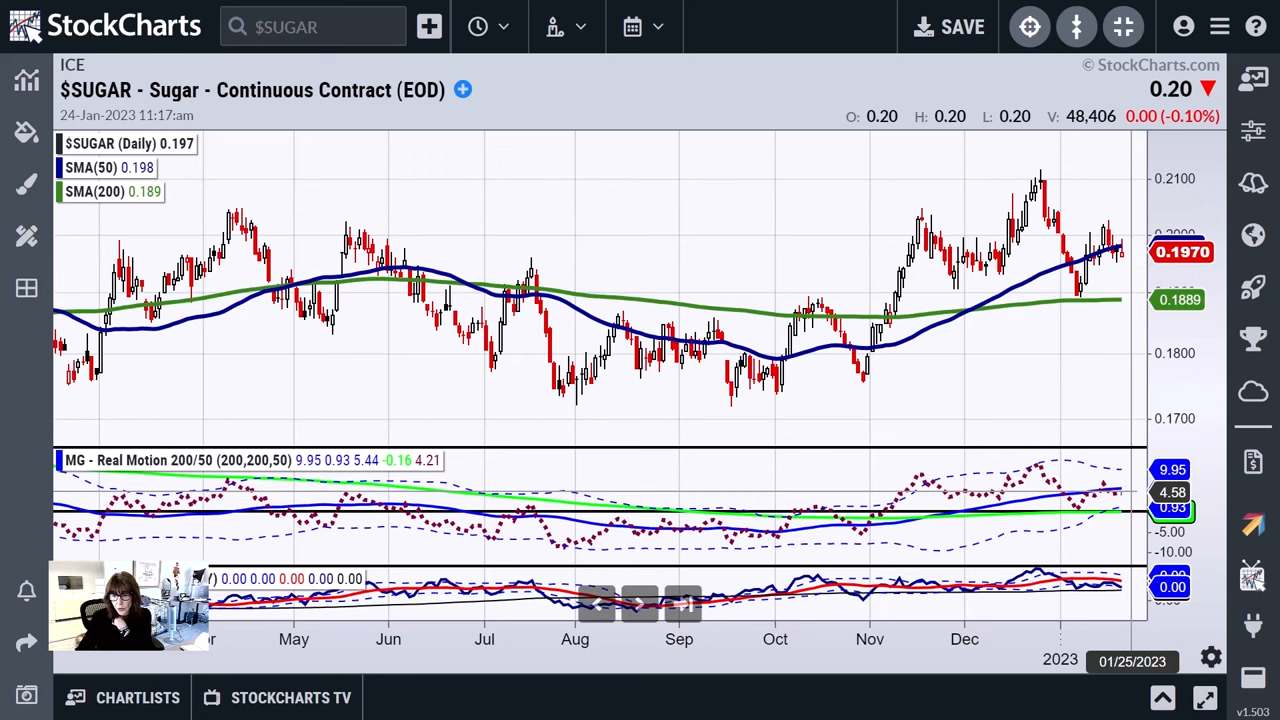 StockCharts $SUGAR SAVE
ICE © StockCharts.com
$SUGAR - Sugar - Continuous Contract (EOD) 0.20
24-Jan-2023 11:17:am O: 0.20 H: 0.20 L: 0.20 V: 48,406 0.00 (-0.10%)
$SUGAR (Daily) 0.197
SMA(50) 0.198
SMA(200) 0.189
0.2100
0.1970
0.1889
0.1800
0.1700
MG - Real Motion 200/50 (200,200,50) 9.95 0.93 5.44 -0.16 4.21
9.95
4.58
0.93
-5.00
-10.00
/) 0.00 0.00 0.00 0.00 0.00
0.00
May Jun Jul Aug Sep Oct Nov Dec
2023 01/25/2023
CHARTLISTS STOCKCHARTS TV
v1.503